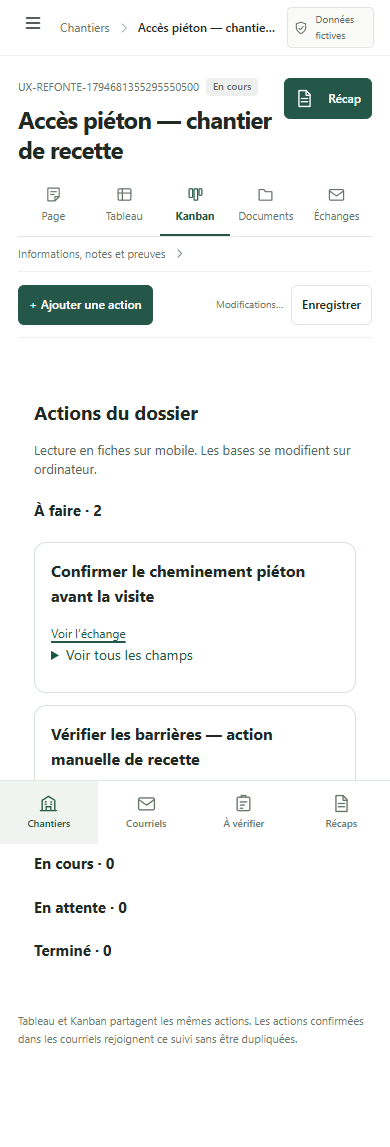 Chantiers
Accès piéton — chantie...
Données
fictives
UX-REFONTE-1794681355295550500
En cours
Récap
Accès piéton — chantier
de recette
Page
Tableau
Kanban
Documents
Échanges
Informations, notes et preuves
+ Ajouter une action
Modifications...
Enregistrer
Actions du dossier
Lecture en fiches sur mobile. Les bases se modifient sur
ordinateur.
À faire · 2
Confirmer le cheminement piéton
avant la visite
Voir l'échange
Voir tous les champs
Vérifier les barrières — action
manuelle de recette
Chantiers
Courriels
À vérifier
Récaps
En cours · 0
En attente · 0
Terminé · 0
Tableau et Kanban partagent les mêmes actions. Les actions confirmées
dans les courriels rejoignent ce suivi sans être dupliquées.